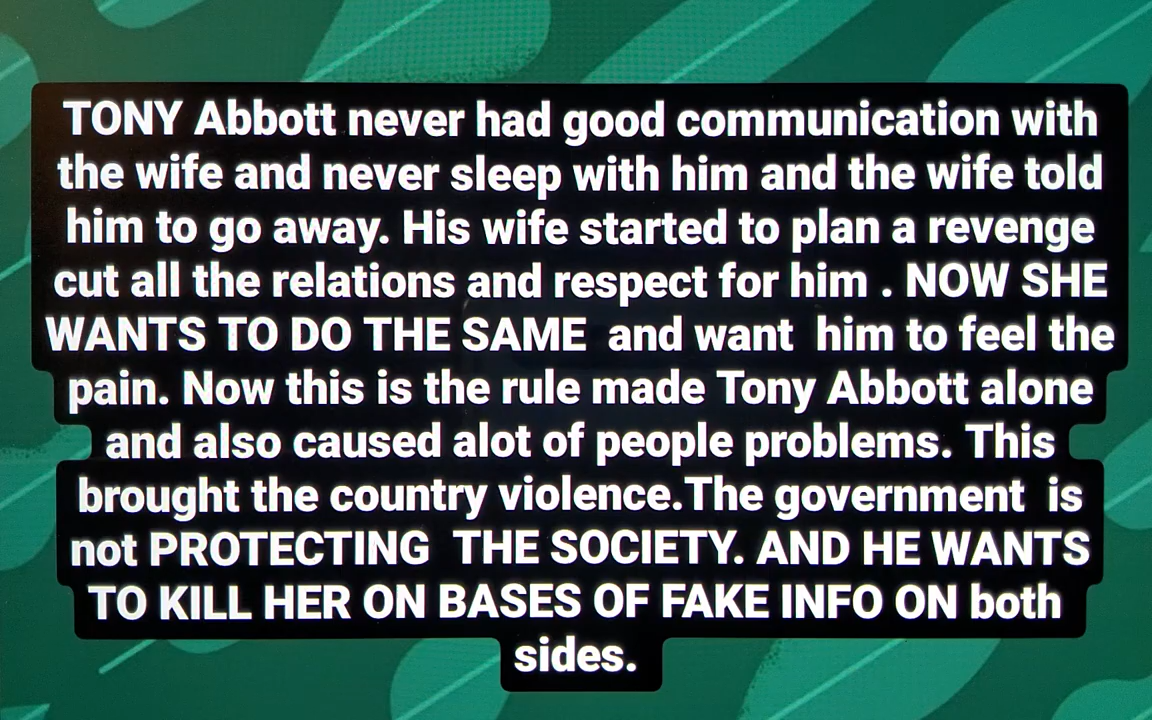 TONY Abbott never had good communication with
the wife and never sleep with him and the wife told
him to go away. His wife started to plan a revenge
cut all the relations and respect for him . NOW SHE
WANTS TO DO THE SAME  and want  him to feel the
pain. Now this is the rule made Tony Abbott alone
and also caused alot of people problems. This
brought the country violence.The government  is
not PROTECTING  THE SOCIETY. AND HE WANTS
TO KILL HER ON BASES OF FAKE INFO ON both
sides.